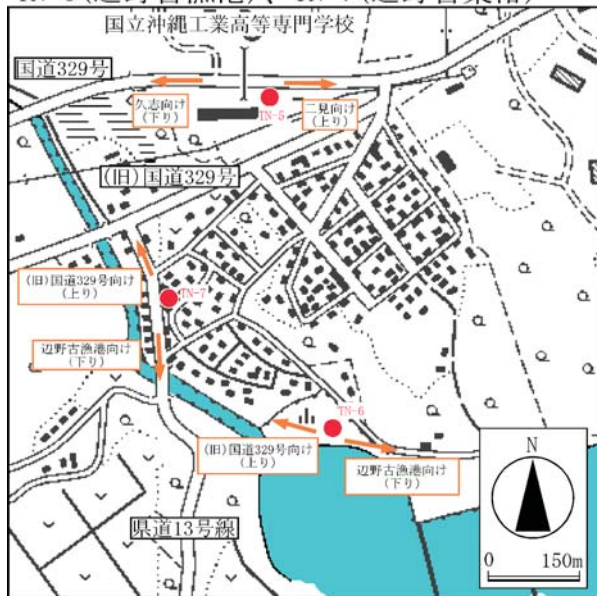 国立沖縄工業高等専門学校
国道329号
久志向け
(下り)
TN-5
二見向け
(上り)
(旧)国道329号
(旧)国道329号向け
(上り)
TN-7
辺野古漁港向け
(下り)
TN-6
(旧)国道329号向け
(上り)
辺野古漁港向け
(下り)
県道13号線
N
0 150m